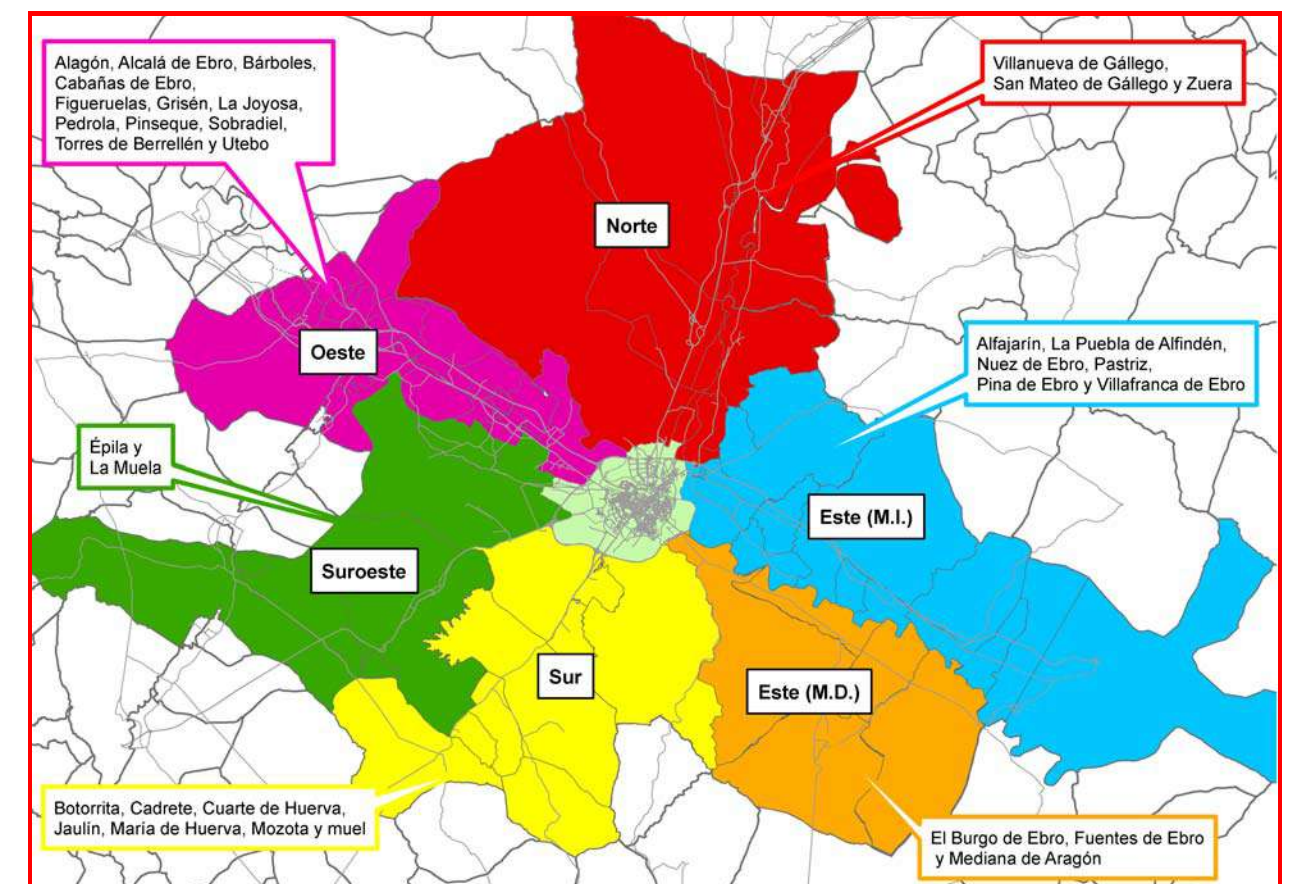 Alagón, Alcalá de Ebro, Bárboles,
Cabañas de Ebro,
Figueruelas, Grisén, La Joyosa,
Pedrola, Pinseque, Sobradiel,
Torres de Berrellén y Utebo
Villanueva de Gállego,
San Mateo de Gállego y Zuera
Norte
Oeste
Alfajarín, La Puebla de Alfindén,
Nuez de Ebro, Pastriz,
Pina de Ebro y Villafranca de Ebro
Épila y
La Muela
Este (M.I.)
Suroeste
Sur
Este (M.D.)
Botorrita, Cadrete, Cuarte de Huerva,
Jaulín, María de Huerva, Mozota y muel
El Burgo de Ebro, Fuentes de Ebro
y Mediana de Aragón